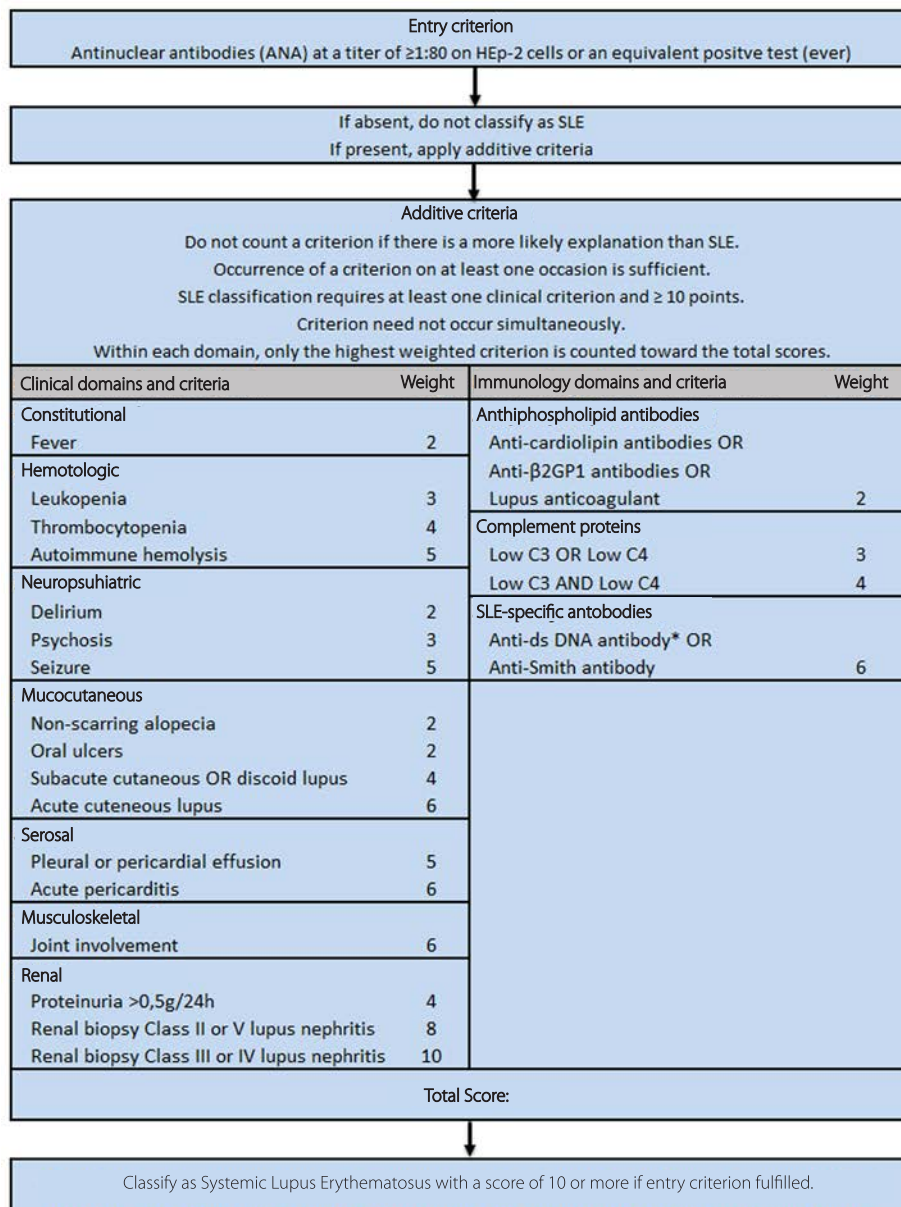 Entry criterion
Antinuclear antibodies (ANA) at a titer of ≥1:80 on HEp-2 cells or an equivalent positve test (ever)
If absent, do not classify as SLE
If present, apply additive criteria
Additive criteria
Do not count a criterion if there is a more likely explanation than SLE.
Occurrence of a criterion on at least one occasion is sufficient.
SLE classification requires at least one clinical criterion and ≥ 10 points.
Criterion need not occur simultaneously.
Within each domain, only the highest weighted criterion is counted toward the total scores.
Clinical domains and criteria Weight
Constitutional
Fever 2
Hemotologic
Leukopenia 3
Thrombocytopenia 4
Autoimmune hemolysis 5
Neuropsuhiatric
Delirium 2
Psychosis 3
Seizure 5
Mucocutaneous
Non-scarring alopecia 2
Oral ulcers 2
Subacute cutaneous OR discoid lupus 4
Acute cuteneous lupus 6
Serosal
Pleural or pericardial effusion 5
Acute pericarditis 6
Musculoskeletal
Joint involvement 6
Renal
Proteinuria >0,5g/24h 4
Renal biopsy Class II or V lupus nephritis 8
Renal biopsy Class III or IV lupus nephritis 10
Immunology domains and criteria Weight
Anthiphospholipid antibodies
Anti-cardiolipin antibodies OR
Anti-β2GP1 antibodies OR
Lupus anticoagulant 2
Complement proteins
Low C3 OR Low C4 3
Low C3 AND Low C4 4
SLE-specific antobodies
Anti-ds DNA antibody* OR
Anti-Smith antibody 6
Total Score:
Classify as Systemic Lupus Erythematosus with a score of 10 or more if entry criterion fulfilled.